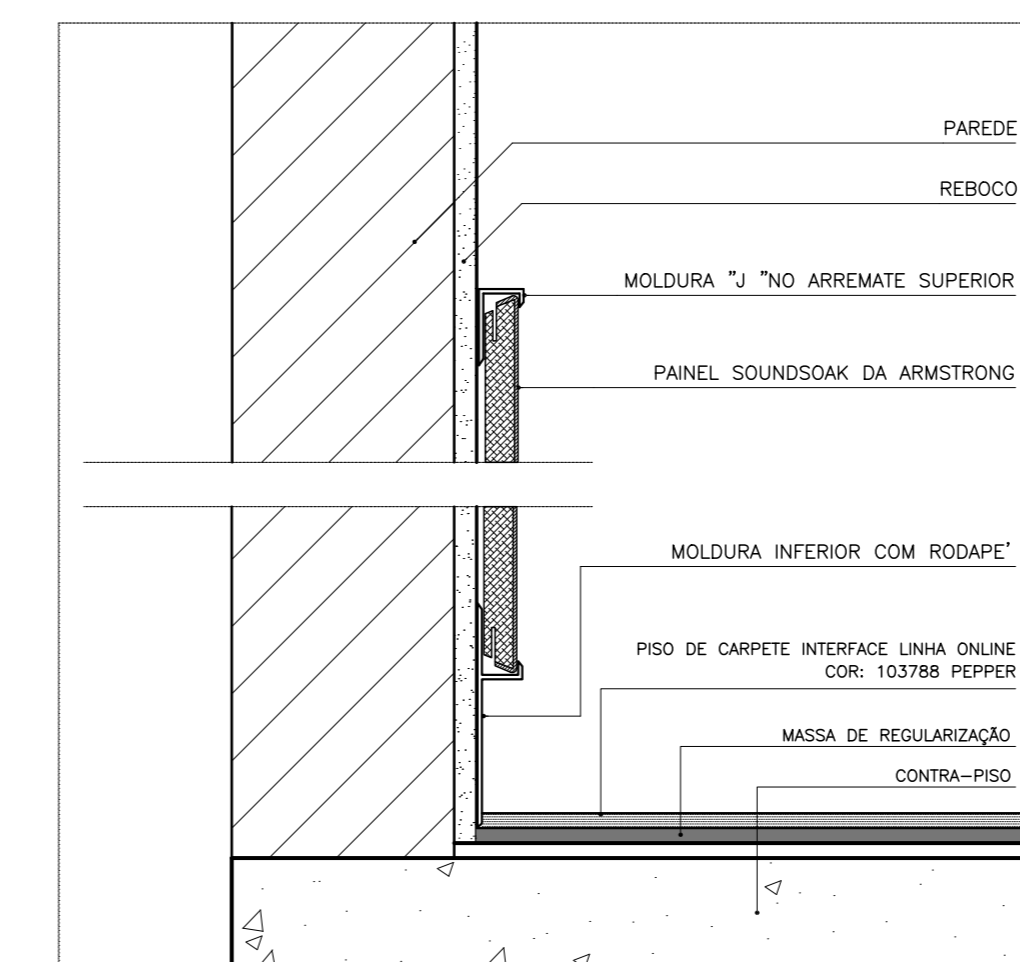 PAREDE
REBOCO
MOLDURA "J "NO ARREMATE SUPERIOR
PAINEL SOUNDSOAK DA ARMSTRONG
MOLDURA INFERIOR COM RODAPE'
PISO DE CARPETE INTERFACE LINHA ONLINE
COR: 103788 PEPPER
MASSA DE REGULARIZAÇÃO
CONTRA-PISO